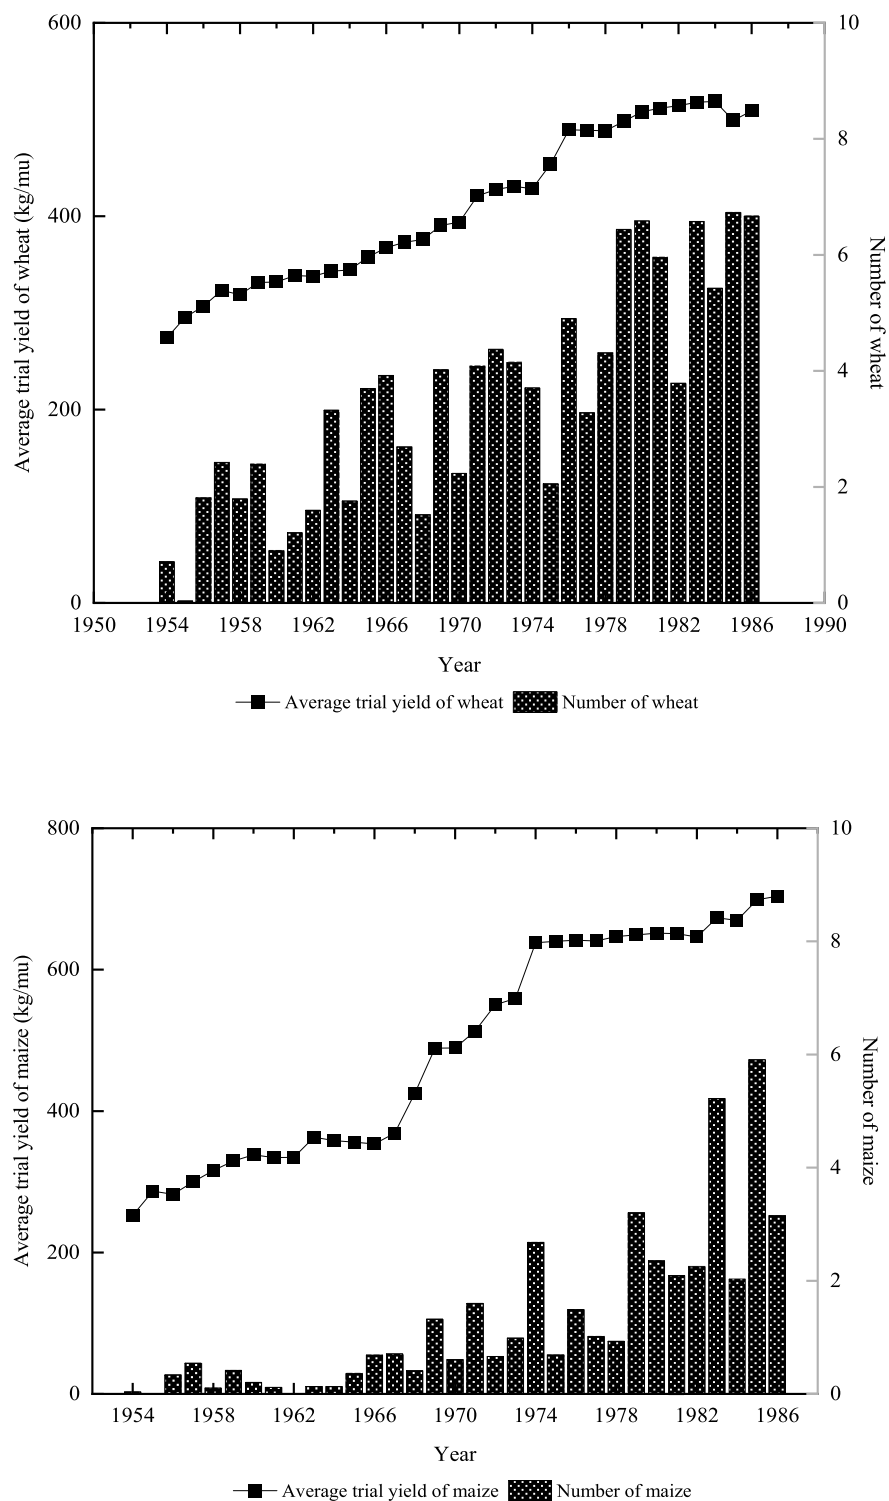 600
400
200
0
10
8
6
4
2
0
Average trial yield of wheat (kg/mu)
Number of wheat
1950 1954 1958 1962 1966 1970 1974 1978 1982 1986 1990
Year
Average trial yield of wheat Number of wheat
800
600
400
200
0
10
8
6
4
2
0
Average trial yield of maize (kg/mu)
Number of maize
1954 1958 1962 1966 1970 1974 1978 1982 1986
Year
Average trial yield of maize Number of maize